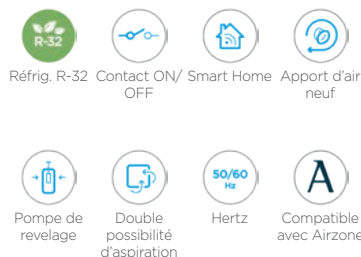 R-32
Réfrig. R-32
Contact ON/
OFF
Smart Home
Apport d'air
neuf
Pompe de
revelage
Double
possibilité
d'aspiration
50/60
Hz
Hertz
A
Compatible
avec Airzone